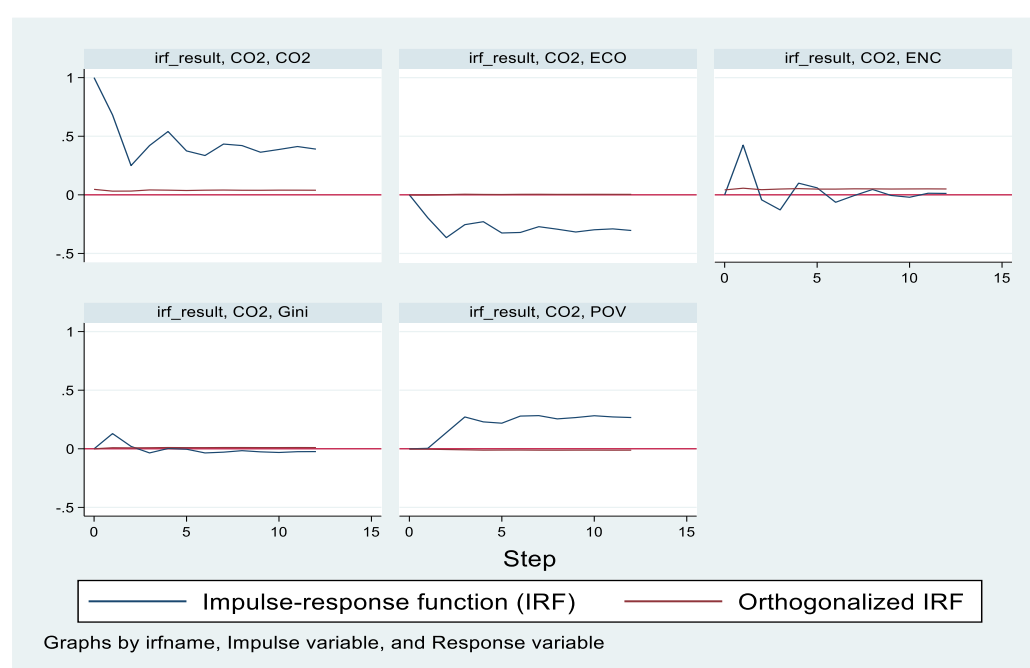 irf_result, CO2, CO2
irf_result, CO2, ECO
irf_result, CO2, ENC
1
.5
0
-.5
0 5 10 15
irf_result, CO2, Gini
irf_result, CO2, POV
1
.5
0
-.5
0 5 10 15
0 5 10 15
Step
Impulse-response function (IRF)
Orthogonalized IRF
Graphs by irfname, Impulse variable, and Response variable